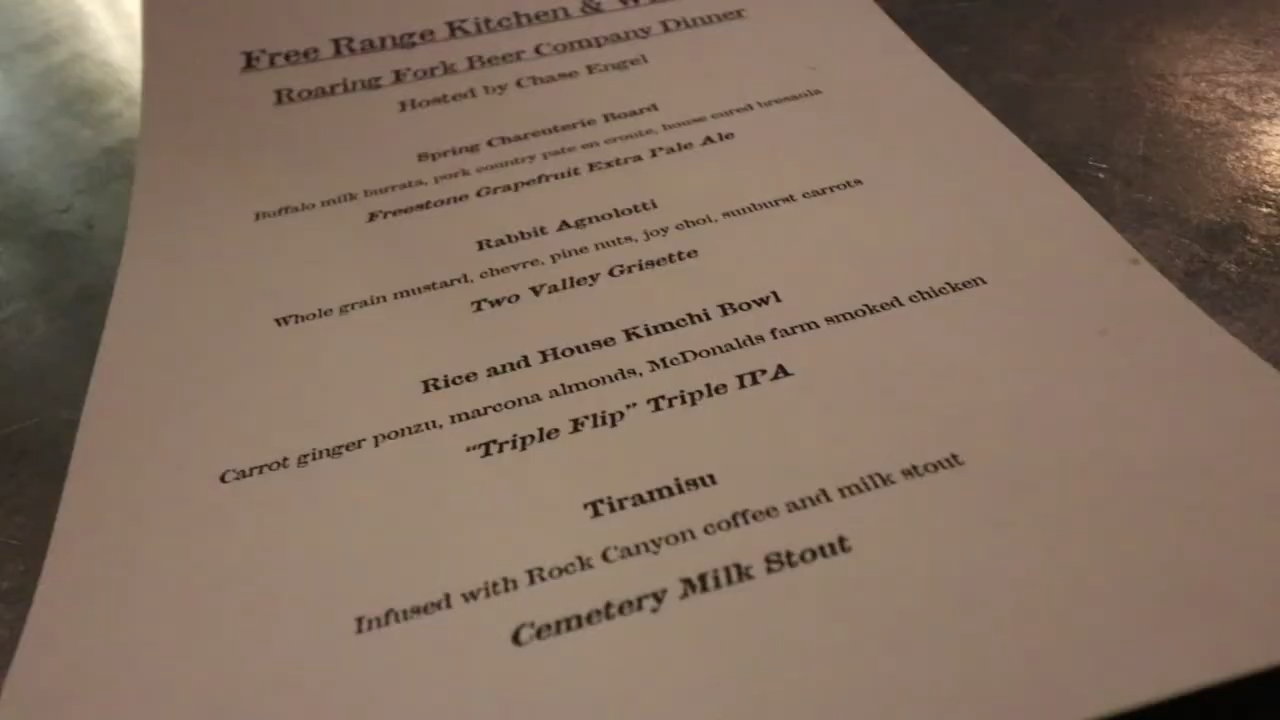 Free Range Kitchen &
Roaring Fork Beer Company Dinner
Hosted by Chase Engel
Spring Charcuterie Board
Buffalo milk burrata, pork country pate en croute, house cured bresaola
Freestone Grapefruit Extra Pale Ale
Rabbit Agnolotti
Whole grain mustard, chevre, pine nuts, joy choi, sunburst carrots
Two Valley Grisette
Rice and House Kimchi Bowl
Carrot ginger ponzu, marcona almonds, McDonalds farm smoked chicken
“Triple Flip” Triple IPA
Tiramisu
Infused with Rock Canyon coffee and milk stout
Cemetery Milk Stout